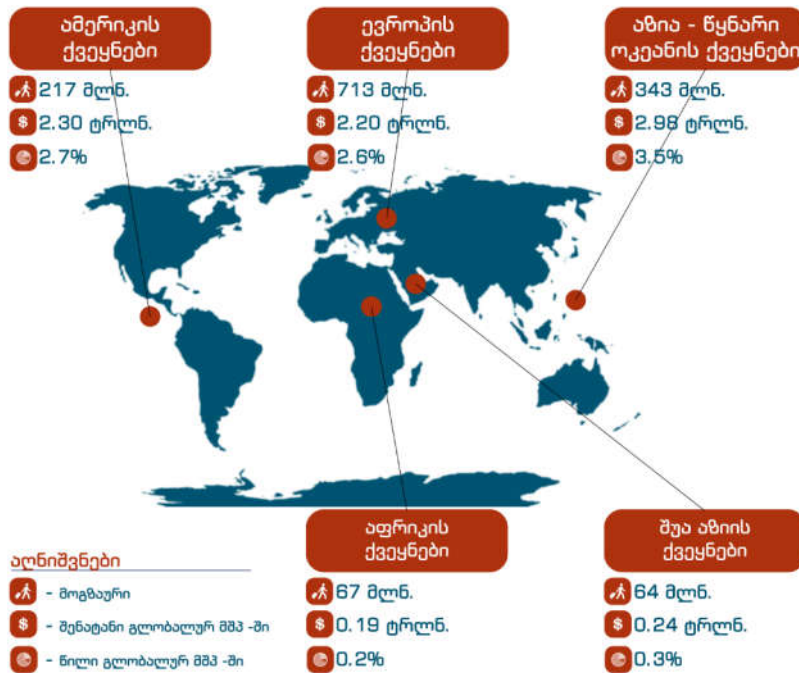 ამერიკის
ქვეყნები
217 მლნ.
$ 2.30 ტრლნ.
2.7%
ევროპის
ქვეყნები
713 მლნ.
$ 2.20 ტრლნ.
2.6%
აზია - წყნარი
ოკეანის ქვეყნები
343 მლნ.
$ 2.98 ტრლნ.
3.5%
აღნიშვნები
- მოგზაური
$ - შენატანი გლობალურ მშპ -ში
- წილი გლობალურ მშპ -ში
აფრიკის
ქვეყნები
67 მლნ.
$ 0.19 ტრლნ.
0.2%
შუა აზიის
ქვეყნები
64 მლნ.
$ 0.24 ტრლნ.
0.3%